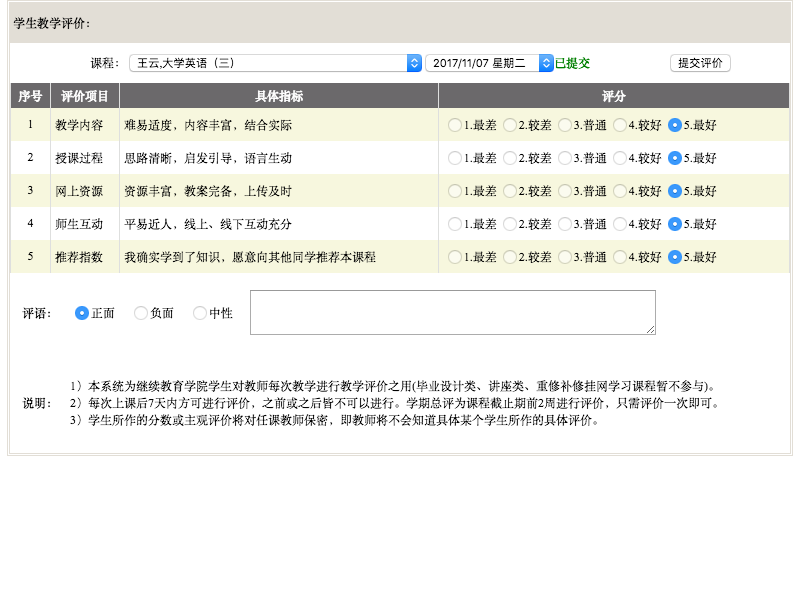 学生教学评价：
课程： 王云,大学英语（三） 2017/11/07 星期二 已提交 提交评价
序号 评价项目 具体指标 评分
1 教学内容 难易适度，内容丰富，结合实际 1.最差 2.较差 3.普通 4.较好 5.最好
2 授课过程 思路清晰，启发引导，语言生动 1.最差 2.较差 3.普通 4.较好 5.最好
3 网上资源 资源丰富，教案完备，上传及时 1.最差 2.较差 3.普通 4.较好 5.最好
4 师生互动 平易近人，线上、线下互动充分 1.最差 2.较差 3.普通 4.较好 5.最好
5 推荐指数 我确实学到了知识，愿意向其他同学推荐本课程 1.最差 2.较差 3.普通 4.较好 5.最好
评语： 正面 负面 中性
1）本系统为继续教育学院学生对教师每次教学进行教学评价之用(毕业设计类、讲座类、重修补修挂网学习课程暂不参与)。
说明： 2）每次上课后7天内方可进行评价，之前或之后皆不可以进行。学期总评为课程截止期前2周进行评价，只需评价一次即可。
3）学生所作的分数或主观评价将对任课教师保密，即教师将不会知道具体某个学生所作的具体评价。